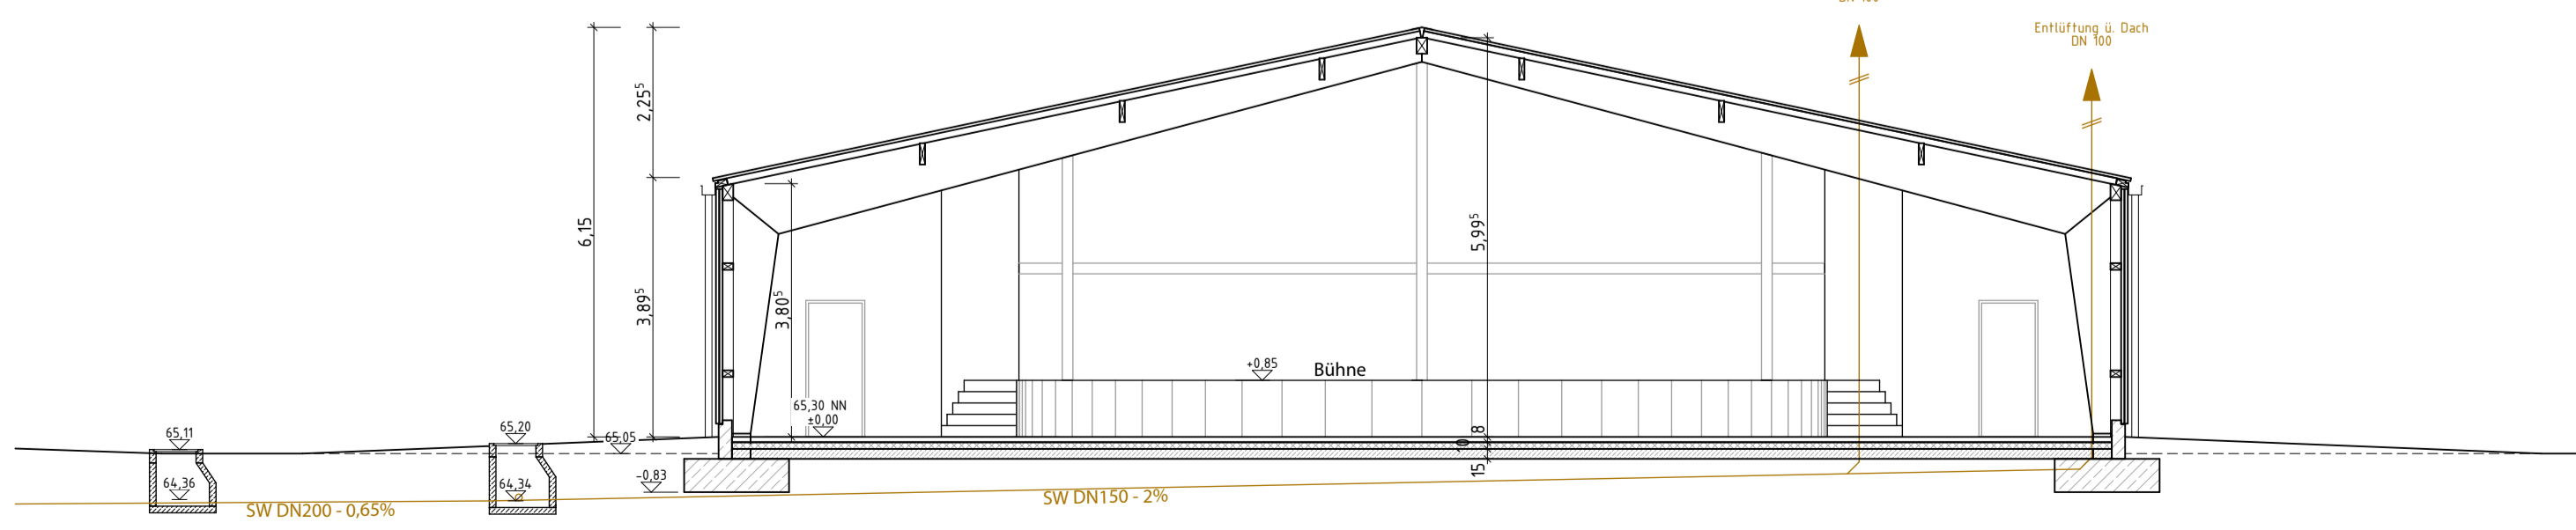 Entlüftung ü. Dach
DN 100
2,25⁵
6,15
3,89⁵
3,80⁵
5,99⁵
+0,85
Bühne
65,30 NN
±0,00
65,11
65,20
65,05
8
15
-0,83
64,36
64,34
SW DN200 - 0,65%
SW DN150 - 2%